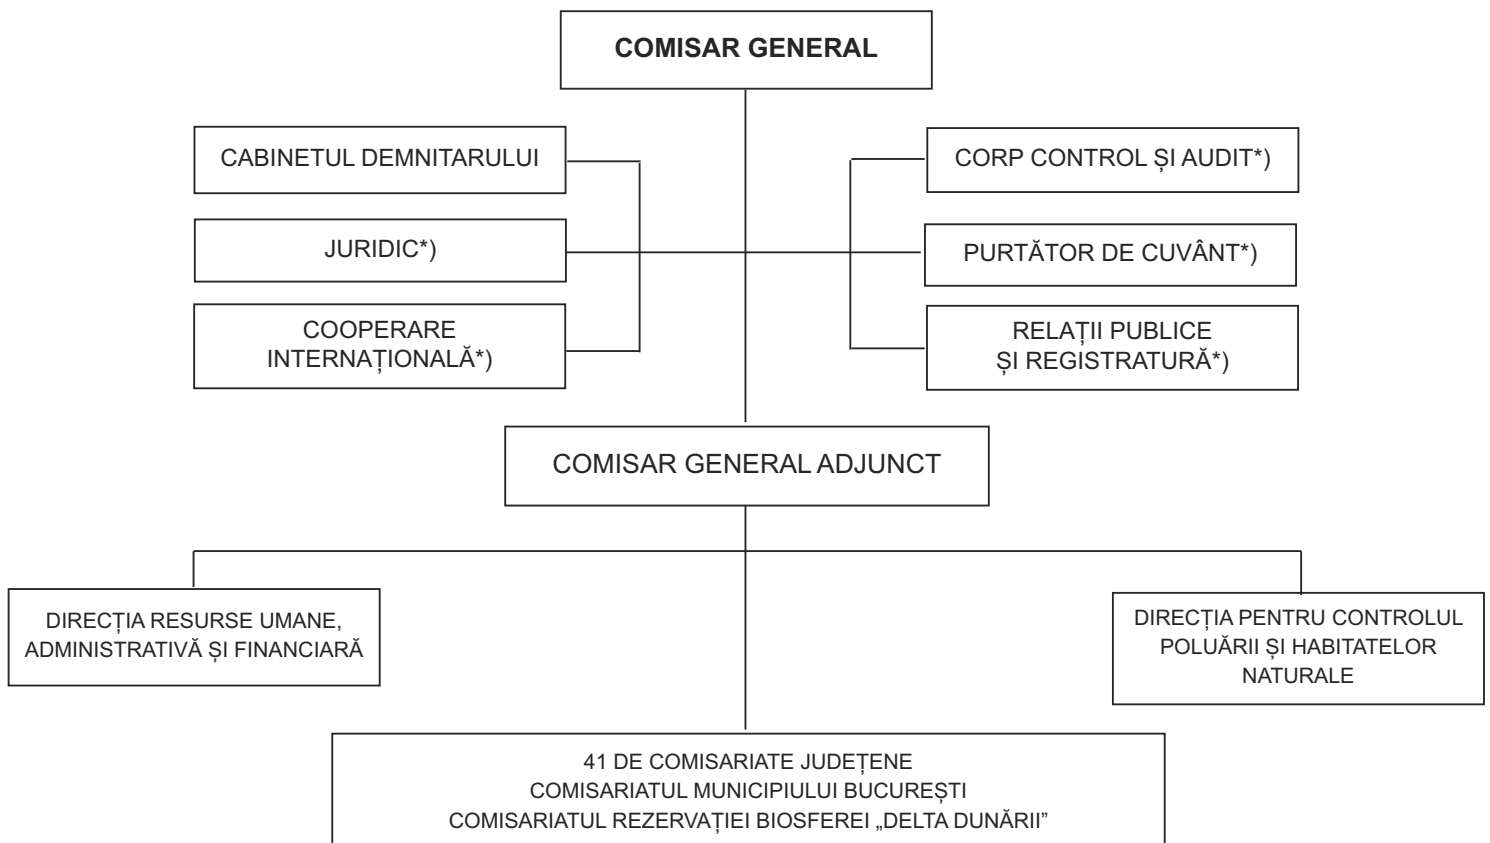 COMISAR GENERAL
CABINETUL DEMNITARULUI
CORP CONTROL ȘI AUDIT*)
JURIDIC*)
PURTĂTOR DE CUVÂNT*)
COOPERARE
INTERNAȚIONALĂ*)
RELAȚII PUBLICE
ȘI REGISTRATURĂ*)
COMISAR GENERAL ADJUNCT
DIRECȚIA RESURSE UMANE,
ADMINISTRATIVĂ ȘI FINANCIARĂ
DIRECȚIA PENTRU CONTROLUL
POLUĂRII ȘI HABITATELOR
NATURALE
41 DE COMISARIATE JUDEȚENE
COMISARIATUL MUNICIPIULUI BUCUREȘTI
COMISARIATUL REZERVAȚIEI BIOSFEREI „DELTA DUNĂRII”